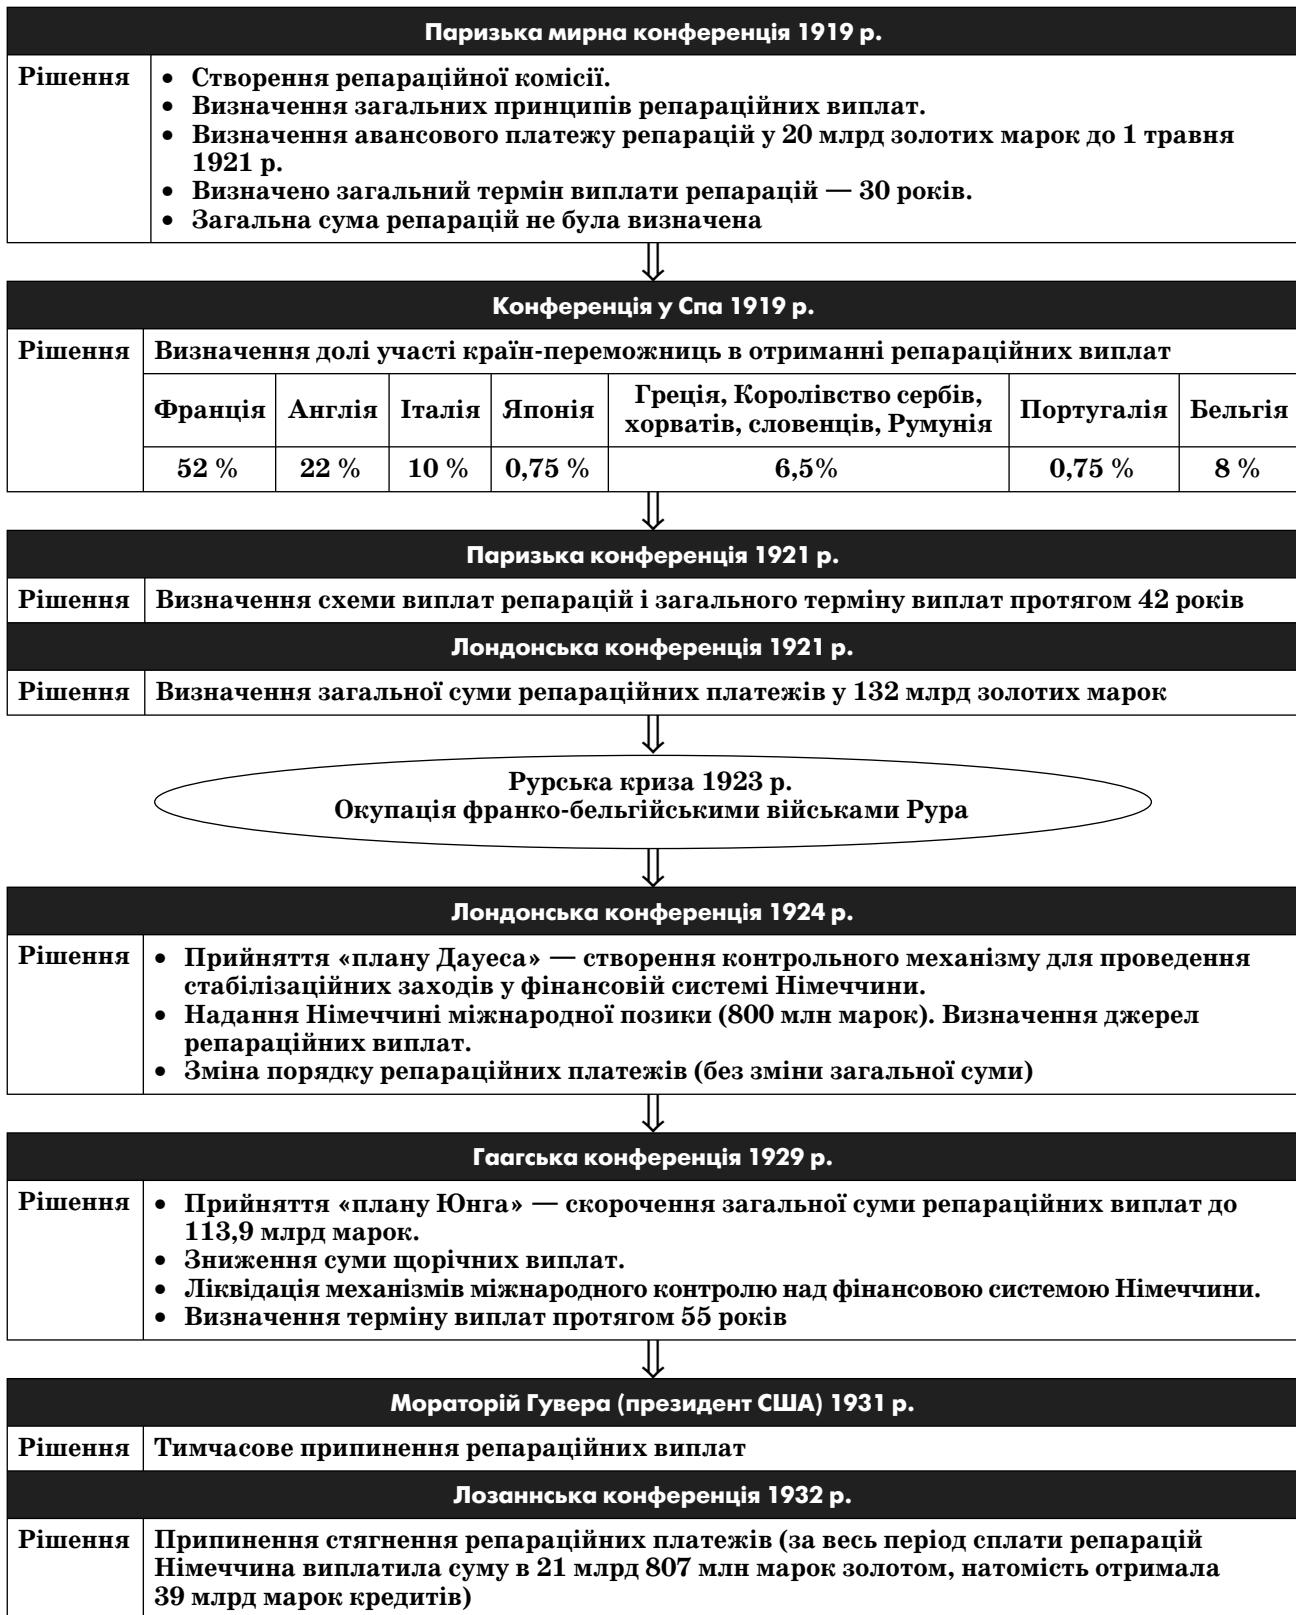 Паризька мирна конференція 1919 р.
Рішення
• Створення репараційної комісії.
• Визначення загальних принципів репараційних виплат.
• Визначення авансового платежу репарацій у 20 млрд золотих марок до 1 травня
1921 р.
• Визначено загальний термін виплати репарацій — 30 років.
• Загальна сума репарацій не була визначена
Конференція у Спа 1919 р.
Рішення
Визначення долі участі країн-переможниць в отриманні репараційних виплат
Франція Англія Італія Японія Греція, Королівство сербів, Португалія Бельгія
хорватів, словенців, Румунія
52 % 22 % 10 % 0,75 % 6,5% 0,75 % 8 %
Паризька конференція 1921 р.
Рішення Визначення схеми виплат репарацій і загального терміну виплат протягом 42 років
Лондонська конференція 1921 р.
Рішення Визначення загальної суми репараційних платежів у 132 млрд золотих марок
Рурська криза 1923 р.
Окупація франко-бельгійськими військами Рура
Лондонська конференція 1924 р.
Рішення
• Прийняття «плану Дауеса» — створення контрольного механізму для проведення
стабілізаційних заходів у фінансовій системі Німеччини.
• Надання Німеччині міжнародної позики (800 млн марок). Визначення джерел
репараційних виплат.
• Зміна порядку репараційних платежів (без зміни загальної суми)
Гаагська конференція 1929 р.
Рішення
• Прийняття «плану Юнга» — скорочення загальної суми репараційних виплат до
113,9 млрд марок.
• Зниження суми щорічних виплат.
• Ліквідація механізмів міжнародного контролю над фінансовою системою Німеччини.
• Визначення терміну виплат протягом 55 років
Мораторій Гувера (президент США) 1931 р.
Рішення Тимчасове припинення репараційних виплат
Лозаннська конференція 1932 р.
Рішення Припинення стягнення репараційних платежів (за весь період сплати репарацій
Німеччина виплатила суму в 21 млрд 807 млн марок золотом, натомість отримала
39 млрд марок кредитів)